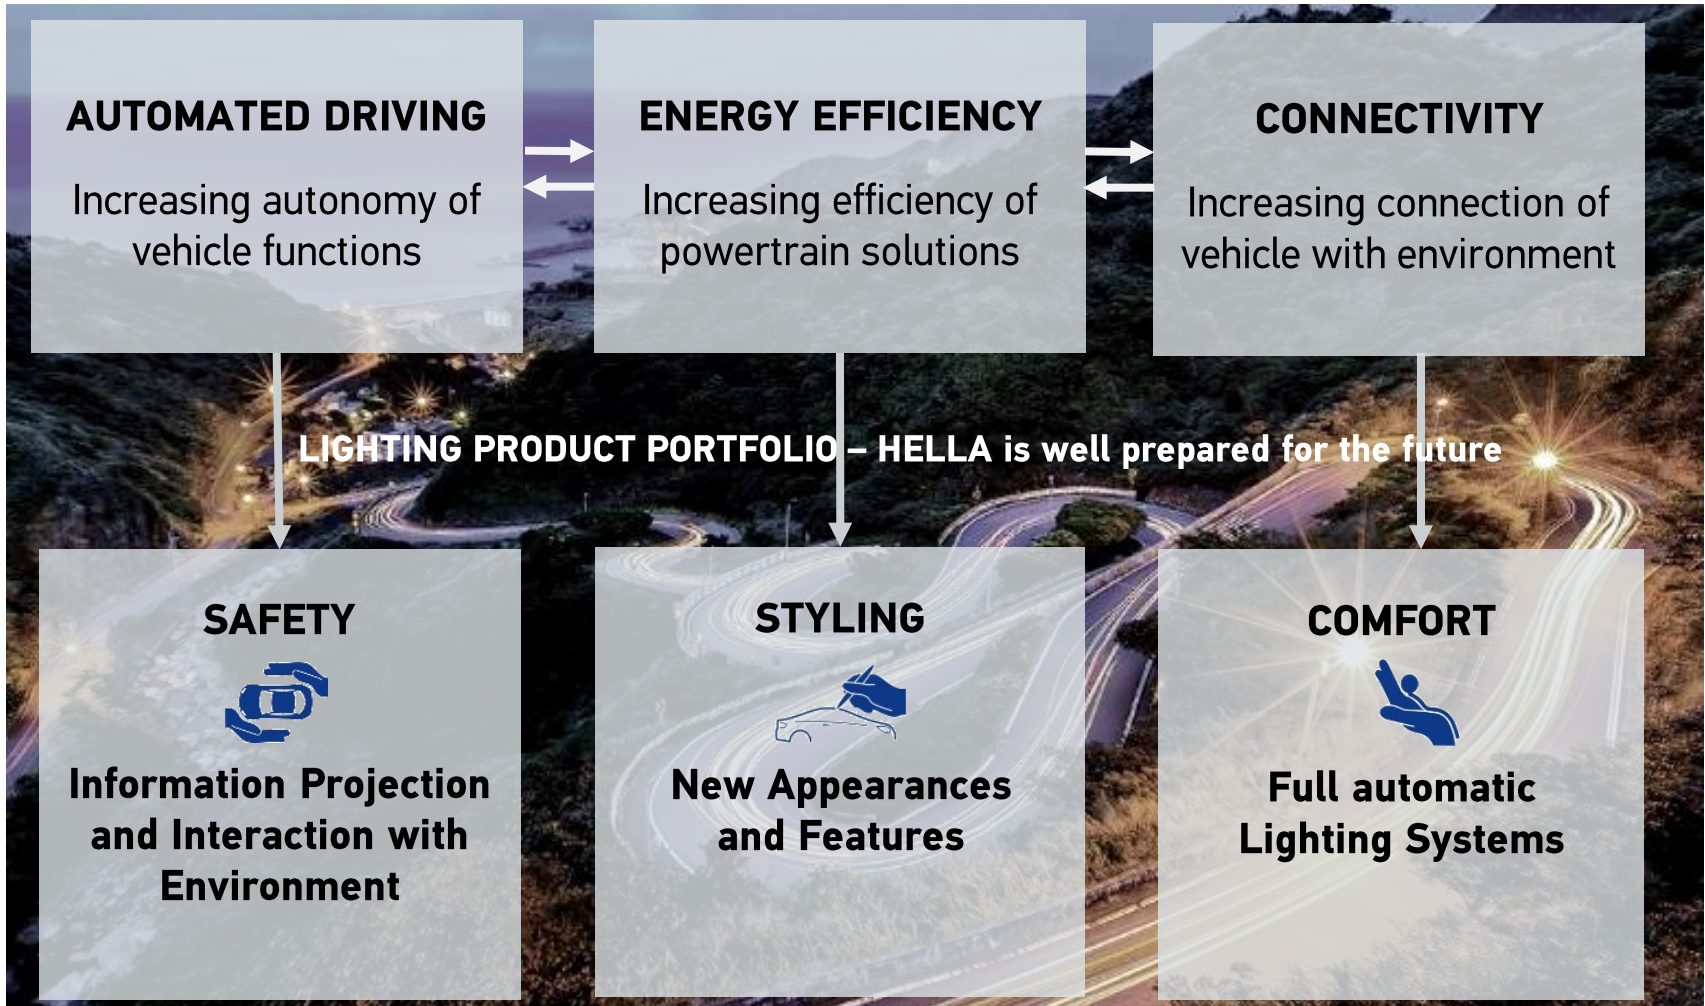 AUTOMATED DRIVING
Increasing autonomy of
vehicle functions
ENERGY EFFICIENCY
Increasing efficiency of
powertrain solutions
CONNECTIVITY
Increasing connection of
vehicle with environment
LIGHTING PRODUCT PORTFOLIO – HELLA is well prepared for the future
SAFETY
Information Projection
and Interaction with
Environment
STYLING
New Appearances
and Features
COMFORT
Full automatic
Lighting Systems